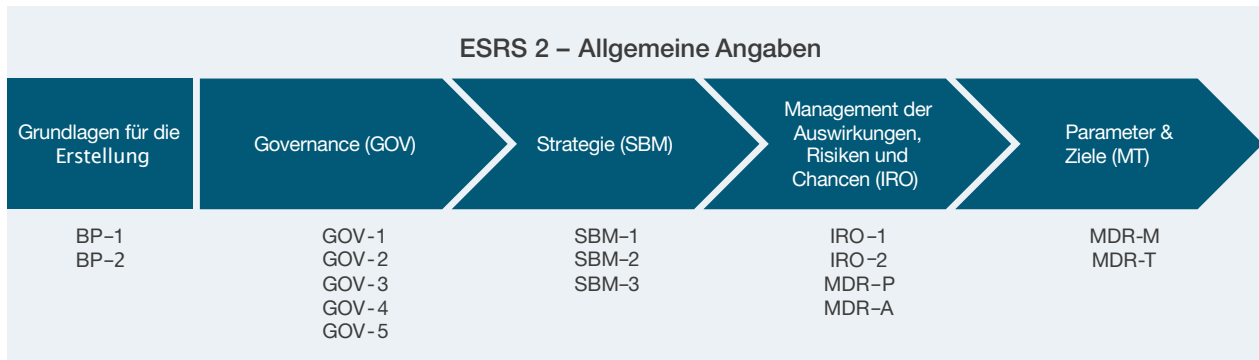 ESRS 2 – Allgemeine Angaben
Grundlagen für die
Erstellung
Governance (GOV)
Strategie (SBM)
Management der
Auswirkungen,
Risiken und
Chancen (IRO)
Parameter &
Ziele (MT)
BP–1
BP–2
GOV-1
GOV-2
GOV-3
GOV-4
GOV-5
SBM–1
SBM–2
SBM–3
IRO–1
IRO–2
MDR–P
MDR–A
MDR-M
MDR-T